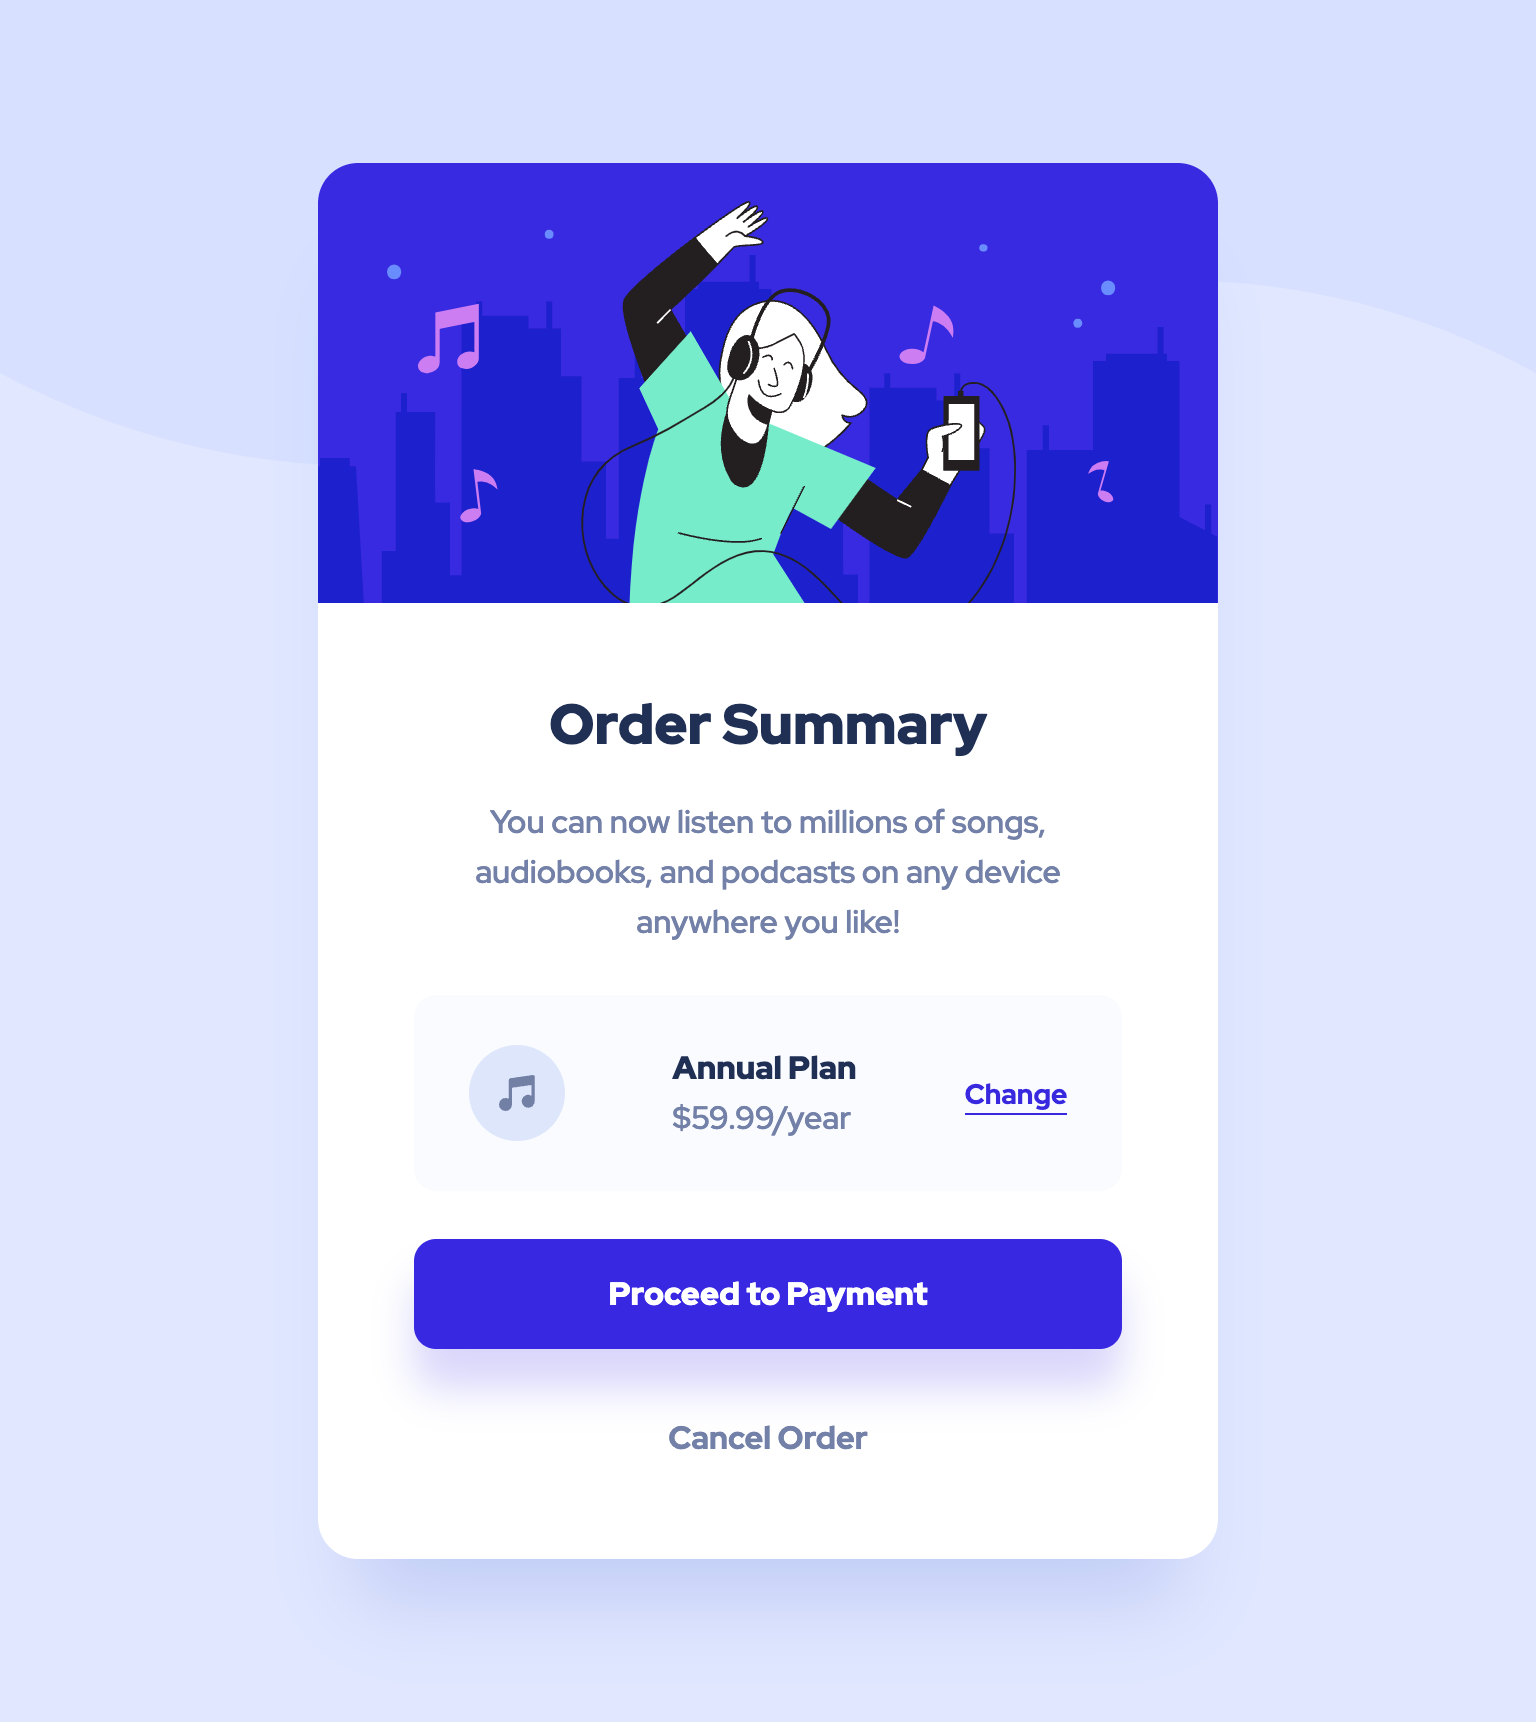 Order Summary
You can now listen to millions of songs,
audiobooks, and podcasts on any device
anywhere you like!
Annual Plan
$59.99/year
Change
Proceed to Payment
Cancel Order